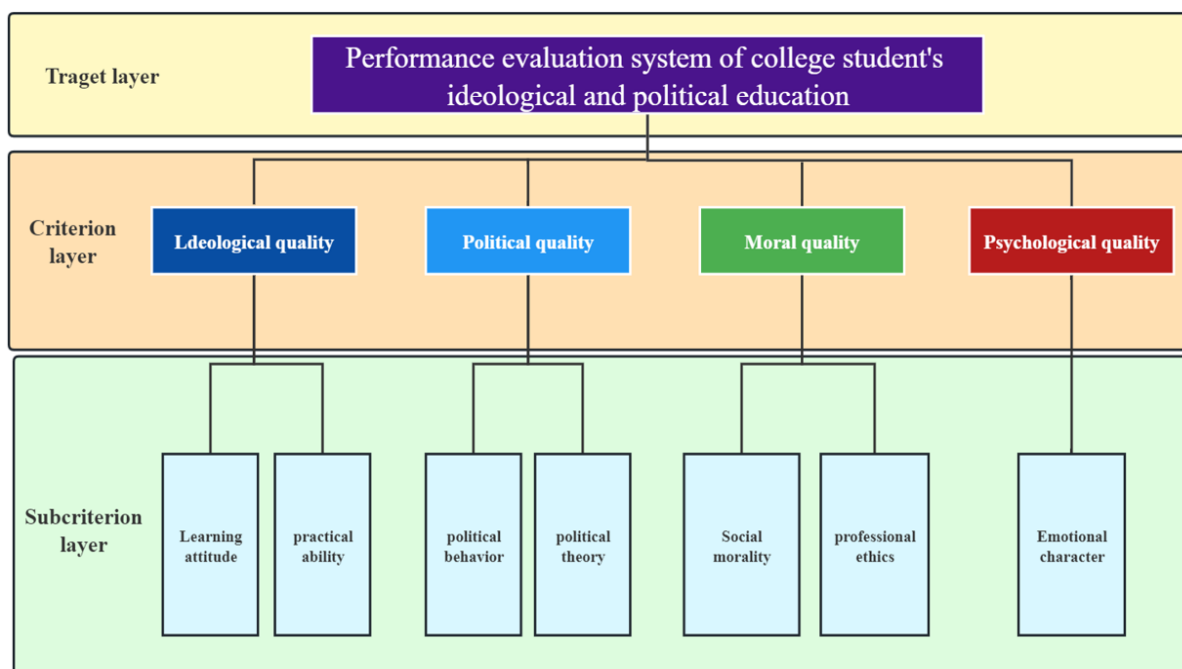 Traget layer
Performance evaluation system of college student's
ideological and political education
Criterion
layer
Ldeological quality
Political quality
Moral quality
Psychological quality
Subcriterion
layer
Learning
attitude
practical
ability
political
behavior
political
theory
Social
morality
professional
ethics
Emotional
character